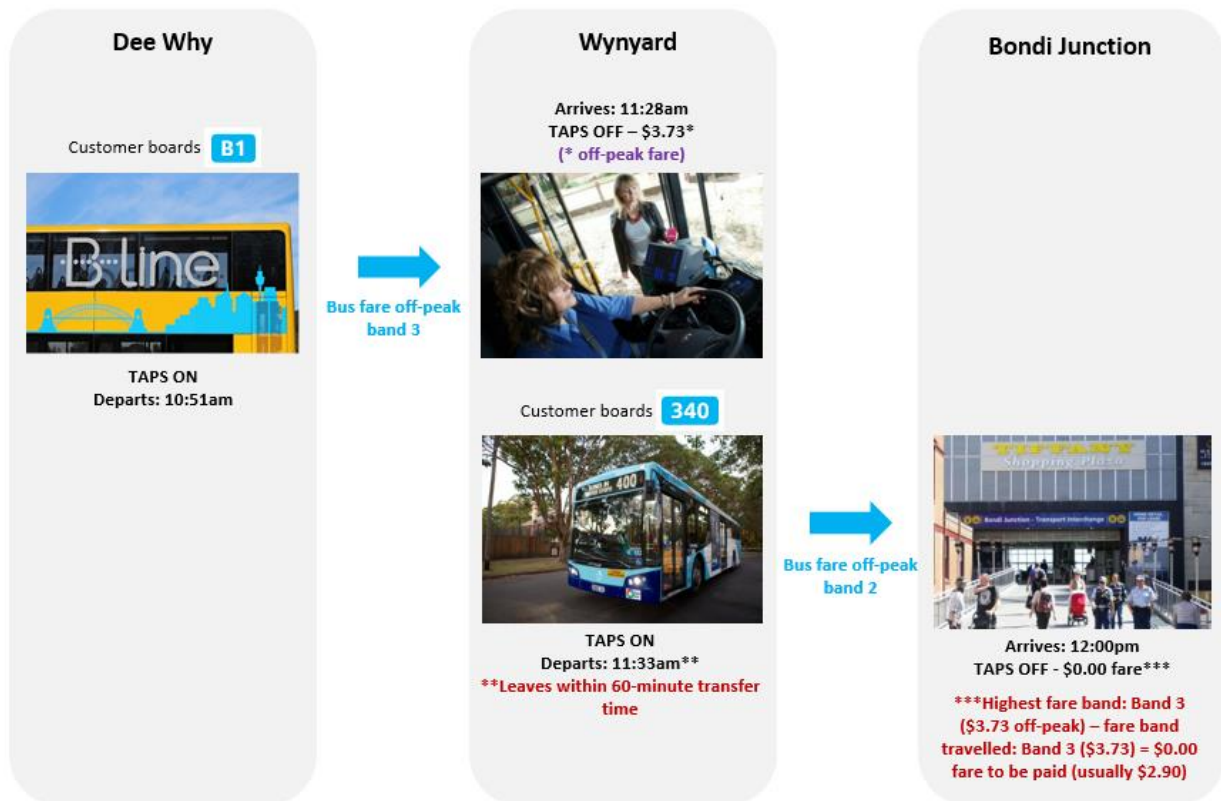 Dee Why
Customer boards B1
B·line
TAPS ON
Departs: 10:51am
Bus fare off-peak
band 3
Wynyard
Arrives: 11:28am
TAPS OFF – $3.73*
(* off-peak fare)
Customer boards 340
400
TAPS ON
Departs: 11:33am**
**Leaves within 60-minute transfer
time
Bus fare off-peak
band 2
Bondi Junction
TIFFANY
Shopping Plaza
Bondi Junction - Transport Interchange
Arrives: 12:00pm
TAPS OFF - $0.00 fare***
***Highest fare band: Band 3
($3.73 off-peak) – fare band
travelled: Band 3 ($3.73) = $0.00
fare to be paid (usually $2.90)